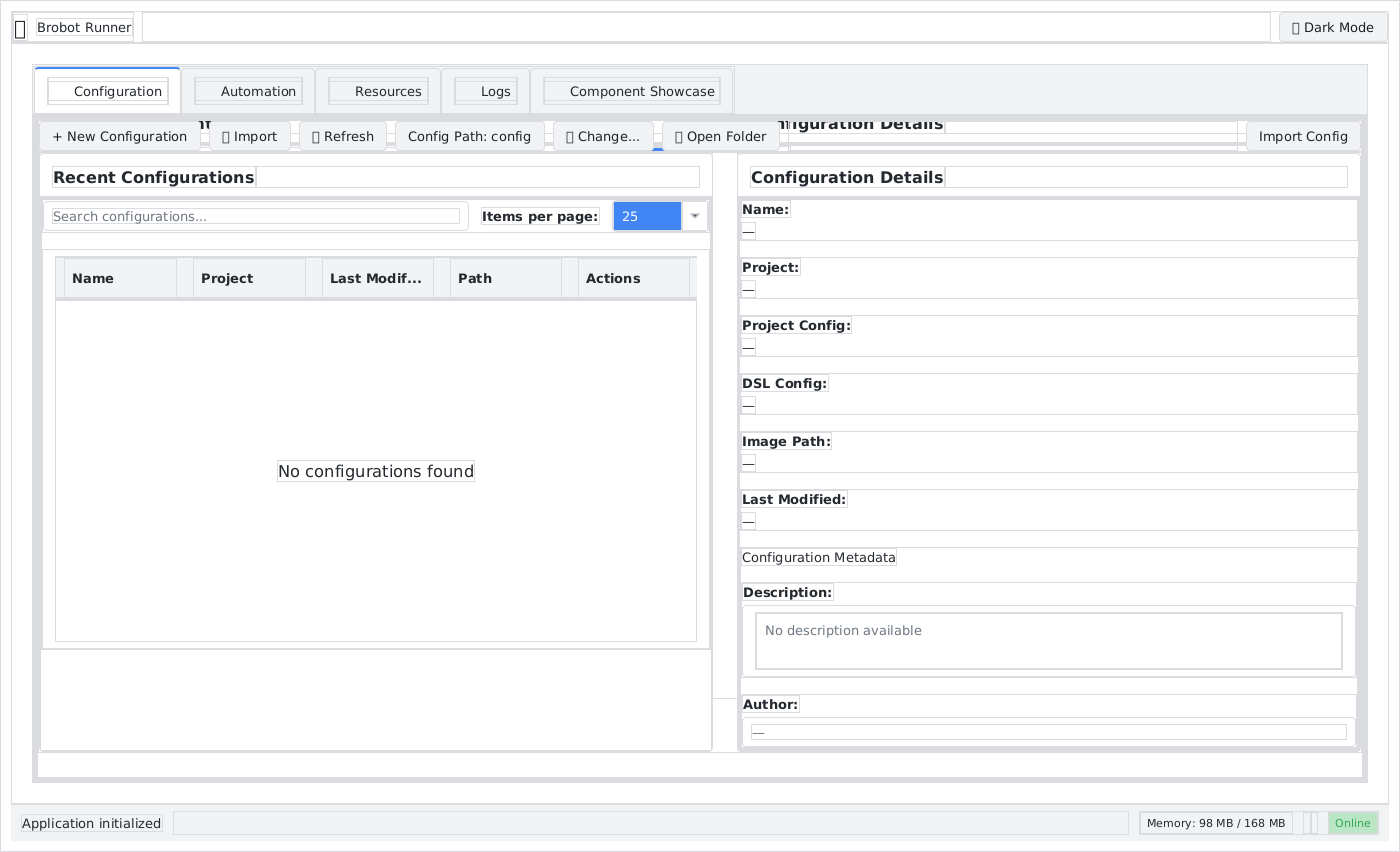 Brobot Runner
Dark Mode
Configuration
Automation
Resources
Logs
Component Showcase
+ New Configuration
Import
Refresh
Config Path: config
Change...
Open Folder
Configuration Details
Import Config
Recent Configurations
Search configurations...
Items per page:
25
Name
Project
Last Modif...
Path
Actions
No configurations found
Configuration Details
Name:
—
Project:
—
Project Config:
—
DSL Config:
—
Image Path:
—
Last Modified:
—
Configuration Metadata
Description:
No description available
Author:
—
Application initialized
Memory: 98 MB / 168 MB
Online